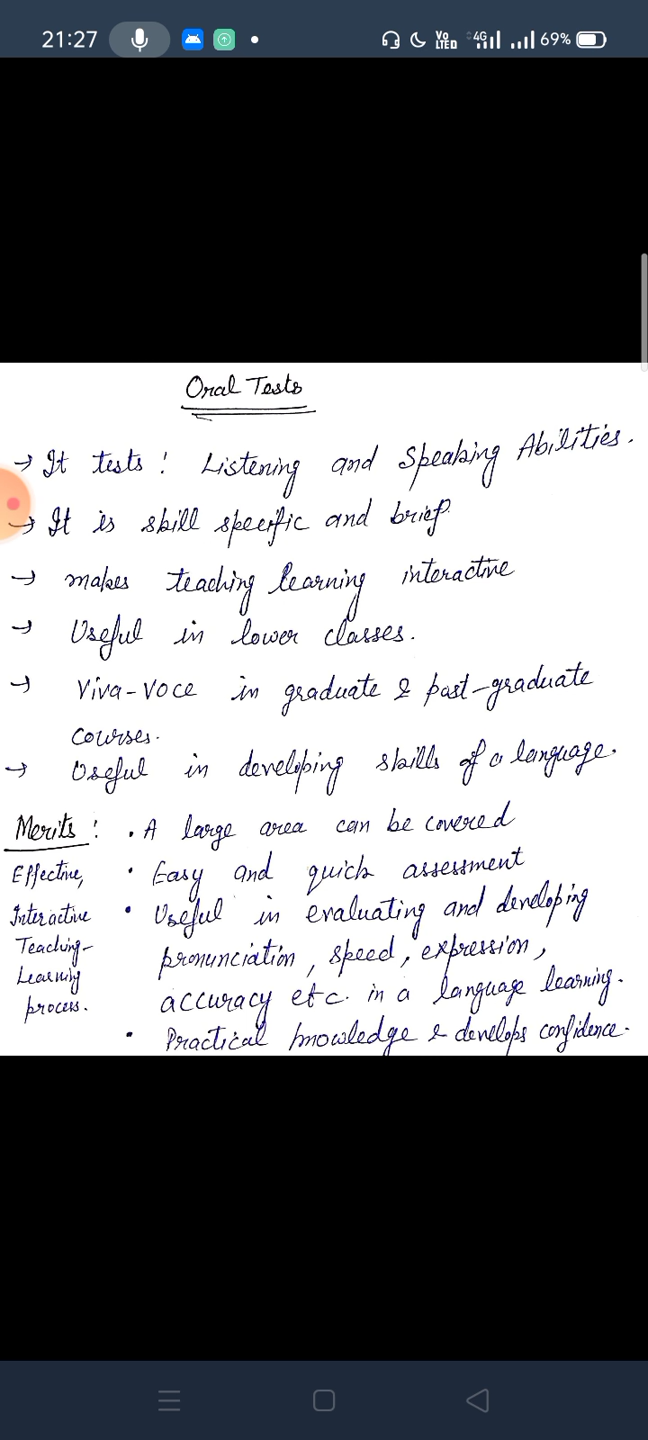 21:27
Vo
LTED
4G
69%
Oral Tests
→ It tests: Listening and Speaking Abilities.
→ It is skill specific and brief.
→ makes teaching learning interactive
→ Useful in lower classes.
→ Viva-Voce in graduate & post-graduate
courses.
→ Useful in developing skills of a language.
Merits: • A large area can be covered
Effective, • Easy and quick assessment
Interactive • Useful in evaluating and developing
Teaching- pronunciation, speed, expression,
Learning accuracy etc. in a language learning.
process.
• Practical knowledge & develops confidence.